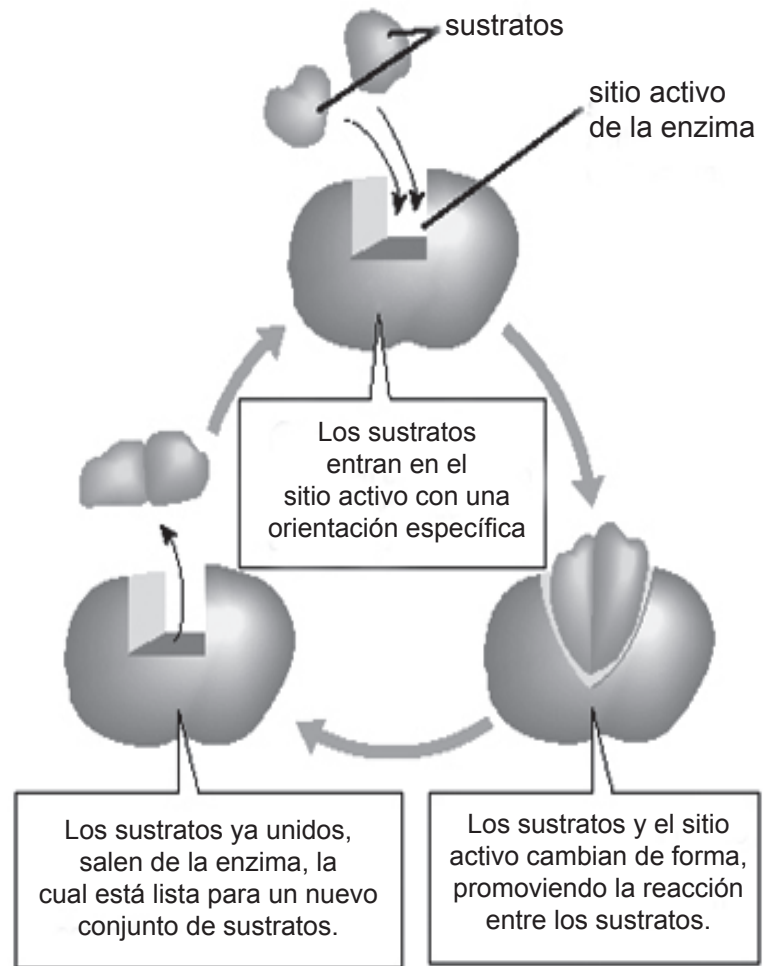 sustratos
sitio activo
de la enzima
Los sustratos
entran en el
sitio activo con una
orientación específica
Los sustratos y el sitio
activo cambian de forma,
promoviendo la reacción
entre los sustratos.
Los sustratos ya unidos,
salen de la enzima, la
cual está lista para un nuevo
conjunto de sustratos.